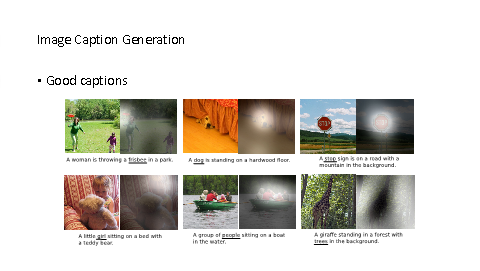 Image Caption Generation
• Good captions
STOP
A woman is throwing a frisbee in a park.
A dog is standing on a hardwood floor.
A stop sign is on a road with a
mountain in the background.
A little girl sitting on a bed with
a teddy bear.
A group of people sitting on a boat
in the water.
A giraffe standing in a forest with
trees in the background.